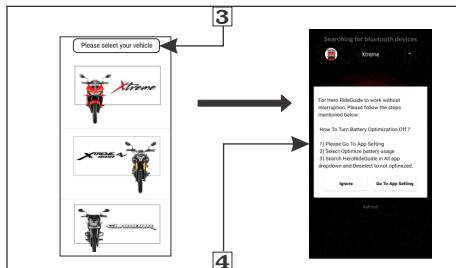 3
Please select your vehicle
Xtreme
XTREME
GLAMOUR
Searching for bluetooth devices
Xtreme
For Hero RideGuide to work without
interruption, Please follow the steps
mentioned below:
How To Turn Battery Optimization Off ?
1) Please Go To App Setting
2) Select Optimize battery usage
3) Search HeroRideGuide in All app
dropdown and Deselect to not optimized.
Ignore Go To App Setting
Refresh
4